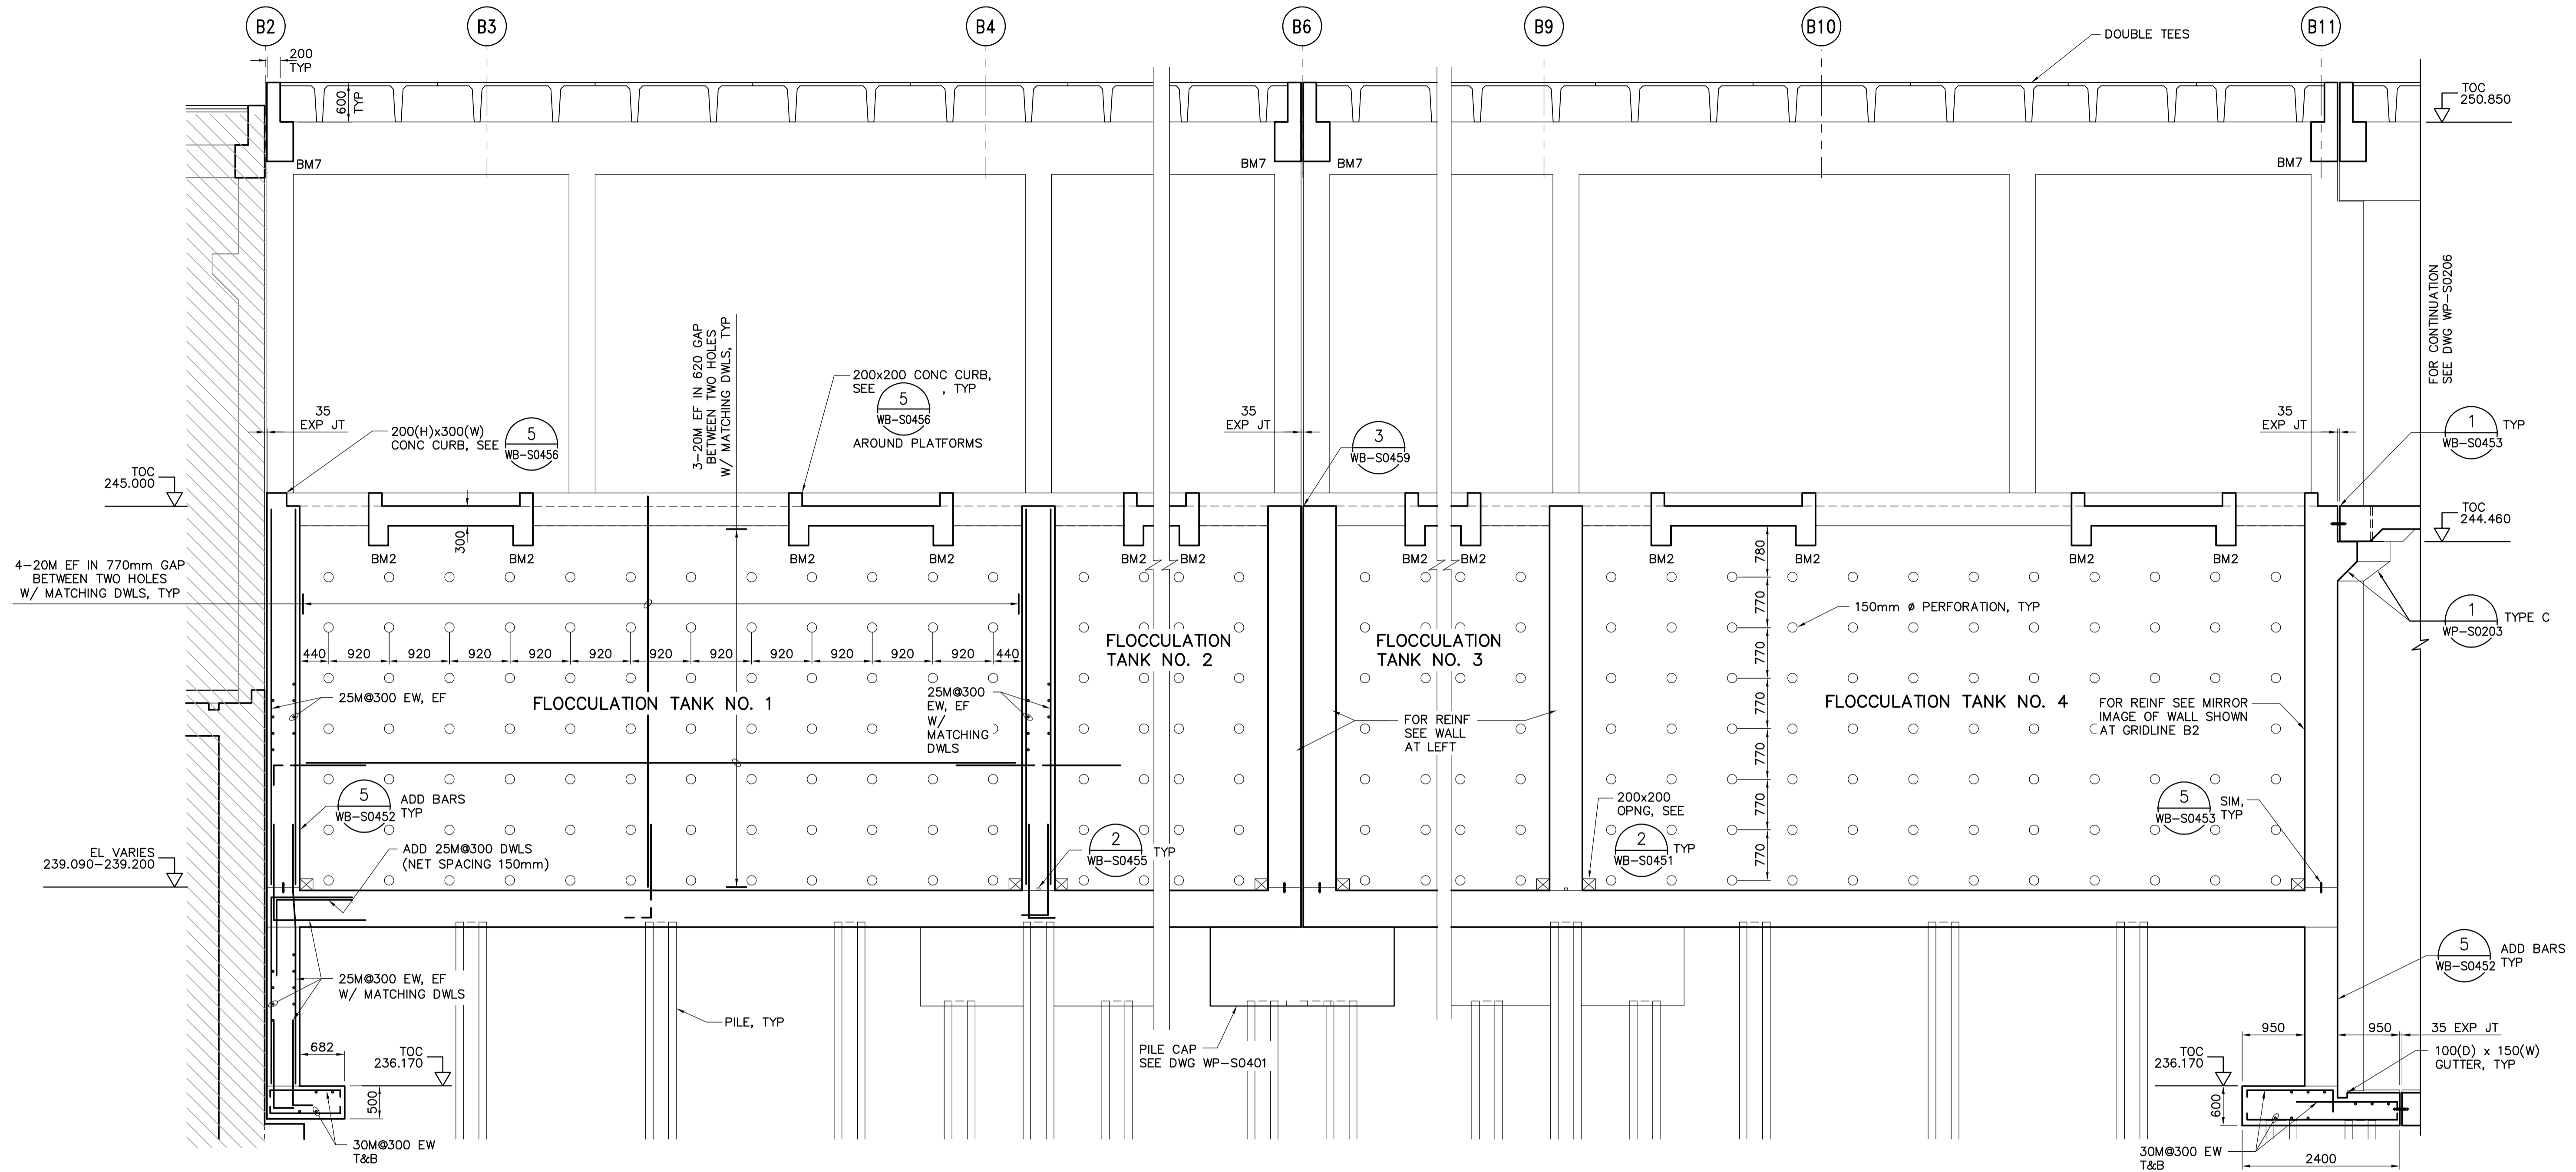 B2
B3
B4
B6
B9
B10
B11
DOUBLE TEES
200
TYP
600
TYP
TOC
250.850
BM7
BM7
BM7
BM7
FOR CONTINUATION
SEE DWG WP-S0206
3-20M EF IN 620 GAP
BETWEEN TWO HOLES
W/ MATCHING DWLS, TYP
200x200 CONC CURB,
SEE 5 WB-S0456 , TYP
AROUND PLATFORMS
35
EXP JT
200(H)x300(W)
CONC CURB, SEE
5
WB-S0456
35
EXP JT
3
WB-S0459
35
EXP JT
1
WB-S0453
TYP
TOC
245.000
TOC
244.460
300
BM2
BM2
BM2
BM2
BM2
BM2
BM2
BM2
BM2
BM2
BM2
BM2
4-20M EF IN 770mm GAP
BETWEEN TWO HOLES
W/ MATCHING DWLS, TYP
780
770
770
770
770
770
770
150mm ø PERFORATION, TYP
1
WP-S0203
TYPE C
440
920
920
920
920
920
920
920
920
920
920
920
440
FLOCCULATION
TANK NO. 2
FLOCCULATION
TANK NO. 3
25M@300 EW, EF
FLOCCULATION TANK NO. 1
25M@300
EW, EF
W/
MATCHING
DWLS
FOR REINF
SEE WALL
AT LEFT
FLOCCULATION TANK NO. 4
FOR REINF SEE MIRROR
IMAGE OF WALL SHOWN
AT GRIDLINE B2
5
WB-S0452
ADD BARS
TYP
200x200
OPNG, SEE
2
WB-S0451
TYP
5
WB-S0453
SIM,
TYP
2
WB-S0455
TYP
ADD 25M@300 DWLS
(NET SPACING 150mm)
EL VARIES
239.090-239.200
25M@300 EW, EF
W/ MATCHING DWLS
PILE, TYP
5
WB-S0452
ADD BARS
TYP
682
TOC
236.170
500
PILE CAP
SEE DWG WP-S0401
950
950
35 EXP JT
TOC
236.170
100(D) x 150(W)
GUTTER, TYP
600
30M@300 EW
T&B
30M@300 EW
T&B
2400